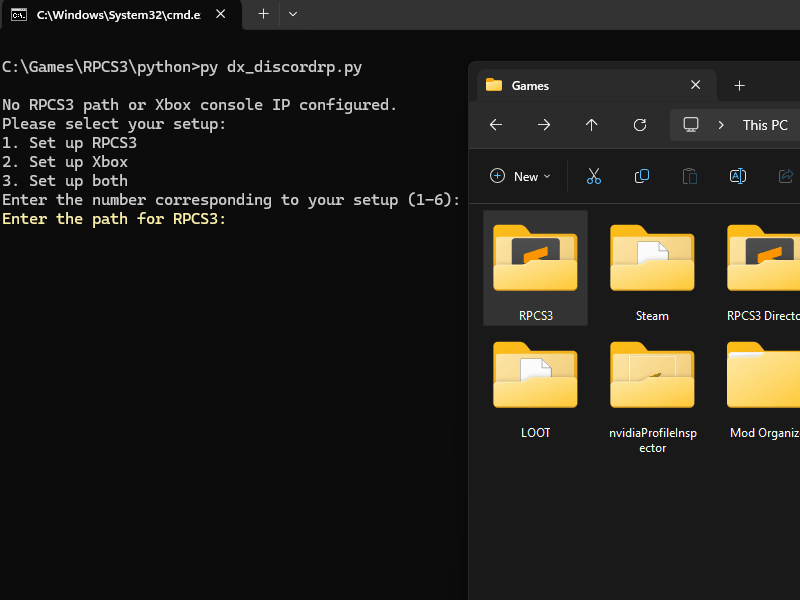 C:\Windows\System32\cmd.e
C:\Games\RPCS3\python>py dx_discordrp.py
No RPCS3 path or Xbox console IP configured.
Please select your setup:
1. Set up RPCS3
2. Set up Xbox
3. Set up both
Enter the number corresponding to your setup (1-6):
Enter the path for RPCS3:
Games
This PC
New
RPCS3
Steam
RPCS3 Directo
LOOT
nvidiaProfileInsp
ector
Mod Organiz